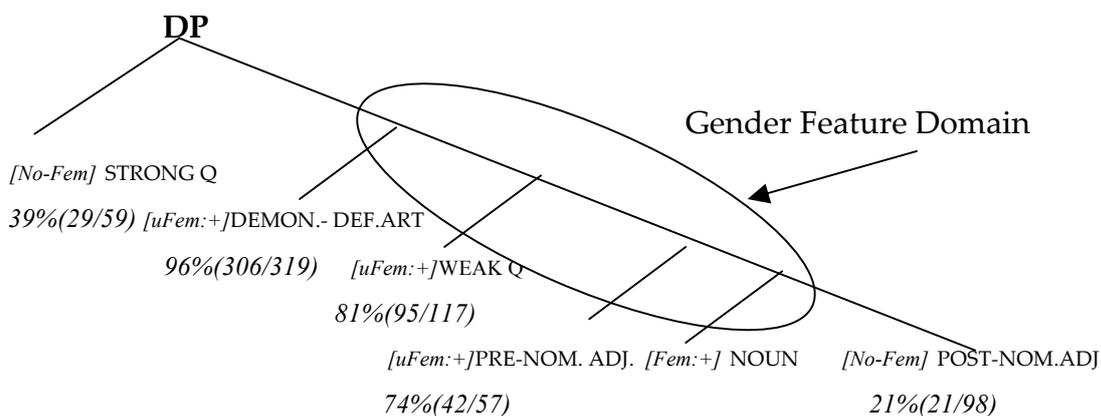 DP
Gender Feature Domain
[No-Fem] STRONG Q
39%(29/59) [uFem:+]DEMON.- DEF.ART
96%(306/319) [uFem:+]WEAK Q
81%(95/117)
[uFem:+]PRE-NOM. ADJ. [Fem:+] NOUN [No-Fem] POST-NOM.ADJ
74%(42/57) 21%(21/98)